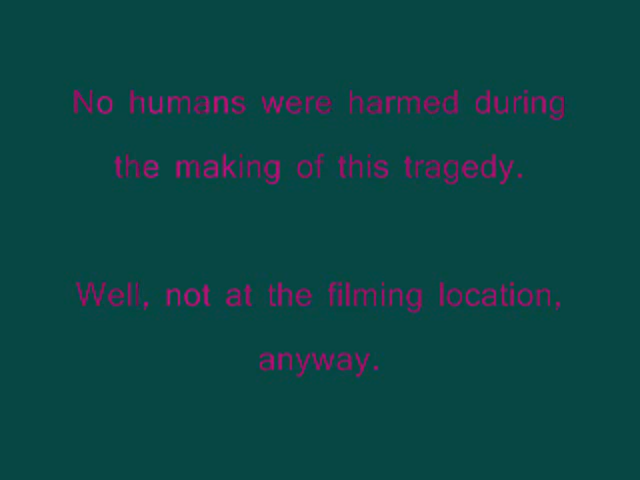 No humans were harmed during
the making of this tragedy.
Well, not at the filming location,
anyway.